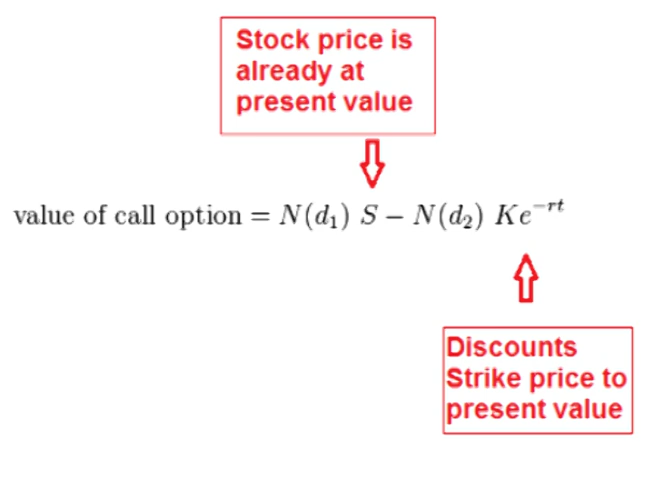 Stock price is
already at
present value
value of call option = N(d₁) S – N(d₂) Ke⁻ʳᵗ
Discounts
Strike price to
present value